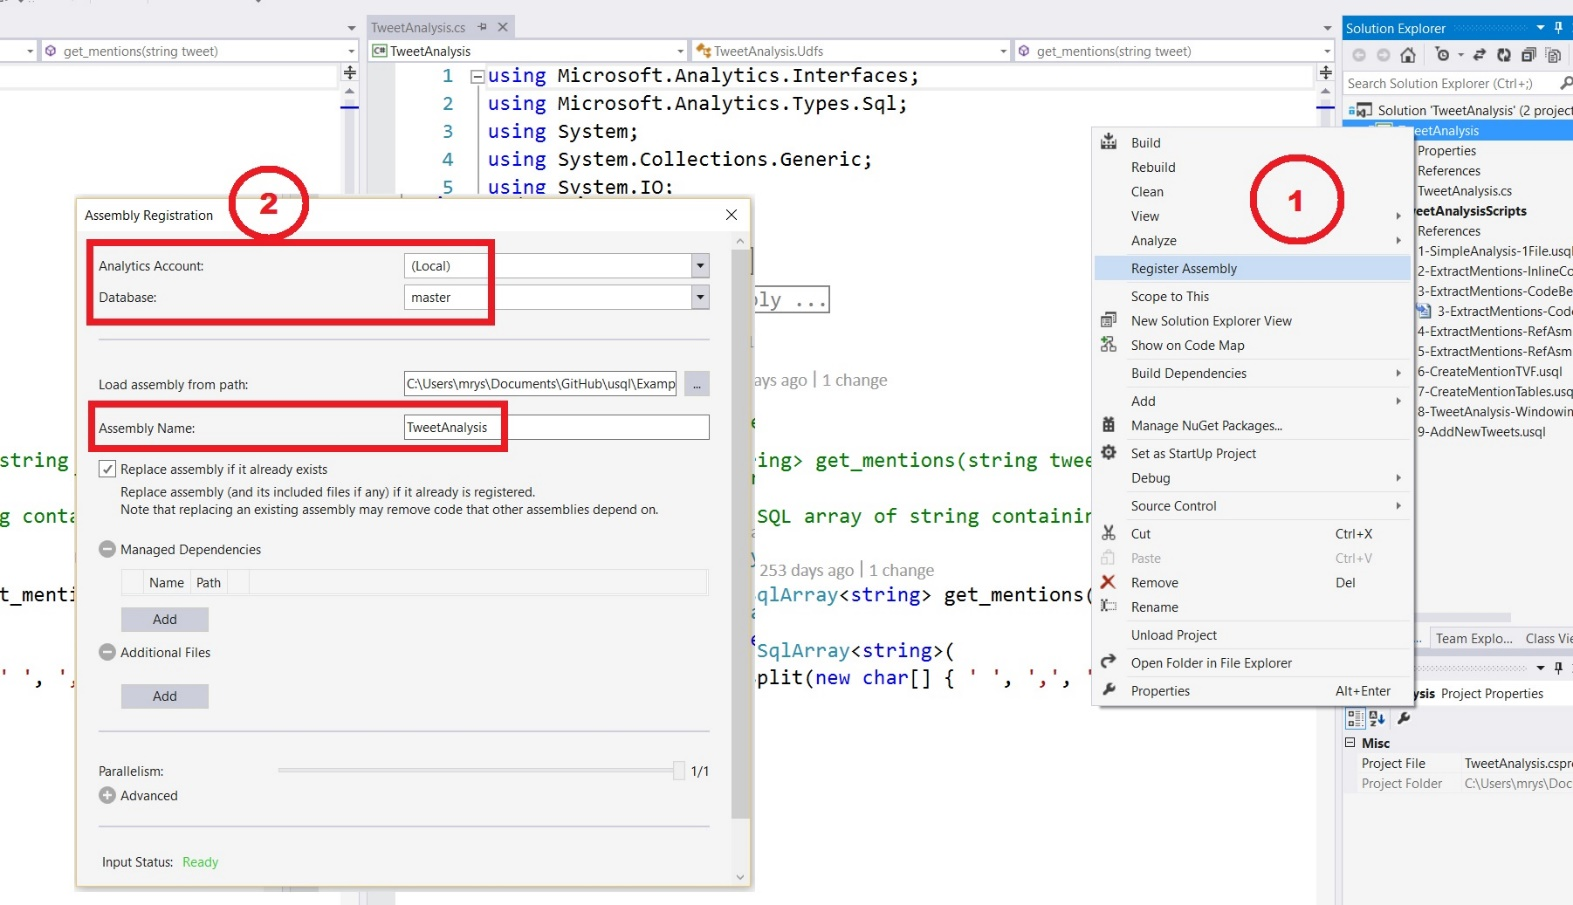 TweetAnalysis.cs
get_mentions(string tweet)
TweetAnalysis
TweetAnalysis.Udfs
get_mentions(string tweet)
1 using Microsoft.Analytics.Interfaces;
2 using Microsoft.Analytics.Types.Sql;
3 using System;
4 using System.Collections.Generic;
5 using System.IO;
ly ...
ays ago | 1 change
string
ing> get_mentions(string twee
g conta
SQL array of string containin
253 days ago | 1 change
t_menti
qlArray<string> get_mentions(
SqlArray<string>(
' ', '
plit(new char[] { ' ', ',', '
2
Assembly Registration
Analytics Account:
(Local)
Database:
master
Load assembly from path:
C:\Users\mrys\Documents\GitHub\usql\Examp
...
Assembly Name:
TweetAnalysis
Replace assembly if it already exists
Replace assembly (and its included files if any) if it already is registered.
Note that replacing an existing assembly may remove code that other assemblies depend on.
Managed Dependencies
Name Path
Add
Additional Files
Add
Parallelism:
1/1
Advanced
Input Status: Ready
1
Build
Rebuild
Clean
View
Analyze
Register Assembly
Scope to This
New Solution Explorer View
Show on Code Map
Build Dependencies
Add
Manage NuGet Packages...
Set as StartUp Project
Debug
Source Control
Cut Ctrl+X
Paste Ctrl+V
Remove Del
Rename
Unload Project
Open Folder in File Explorer
Properties Alt+Enter
Solution Explorer
Search Solution Explorer (Ctrl+;)
Solution 'TweetAnalysis' (2 project
eetAnalysis
Properties
References
TweetAnalysis.cs
eetAnalysisScripts
References
1-SimpleAnalysis-1File.usql
2-ExtractMentions-InlineCo
3-ExtractMentions-CodeBe
3-ExtractMentions-Code
4-ExtractMentions-RefAsm
5-ExtractMentions-RefAsm
6-CreateMentionTVF.usql
7-CreateMentionTables.usq
8-TweetAnalysis-Windowin
9-AddNewTweets.usql
... Team Explo... Class Vie
ysis Project Properties
Misc
Project File TweetAnalysis.cspro
Project Folder C:\Users\mrys\Doc